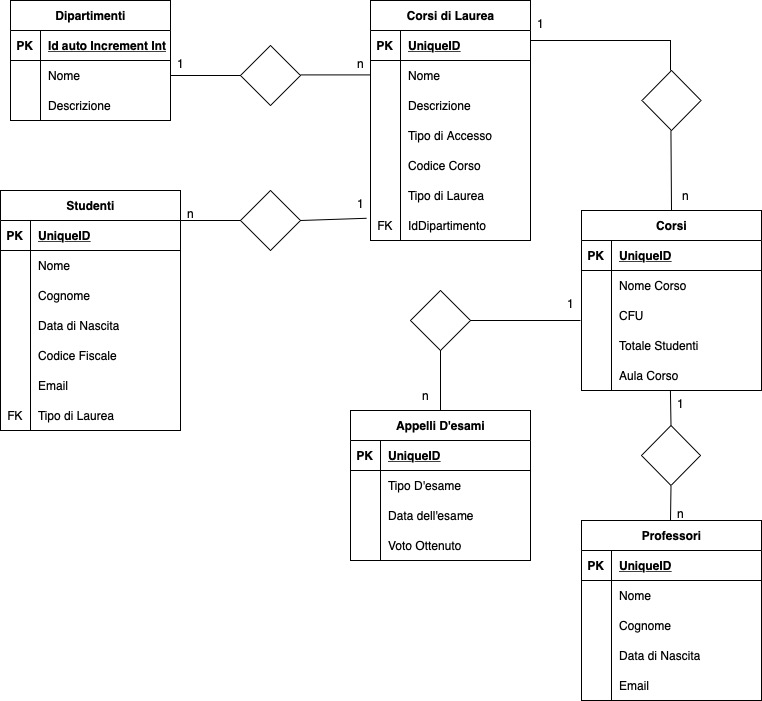 Dipartimenti
PK Id auto Increment Int
Nome
Descrizione
1
n
Corsi di Laurea
PK UniqueID
Nome
Descrizione
Tipo di Accesso
Codice Corso
Tipo di Laurea
FK IdDipartimento
1
n
Studenti
PK UniqueID
Nome
Cognome
Data di Nascita
Codice Fiscale
Email
FK Tipo di Laurea
n
1
Corsi
PK UniqueID
Nome Corso
CFU
Totale Studenti
Aula Corso
1
n
Appelli D'esami
PK UniqueID
Tipo D'esame
Data dell'esame
Voto Ottenuto
1
n
Professori
PK UniqueID
Nome
Cognome
Data di Nascita
Email